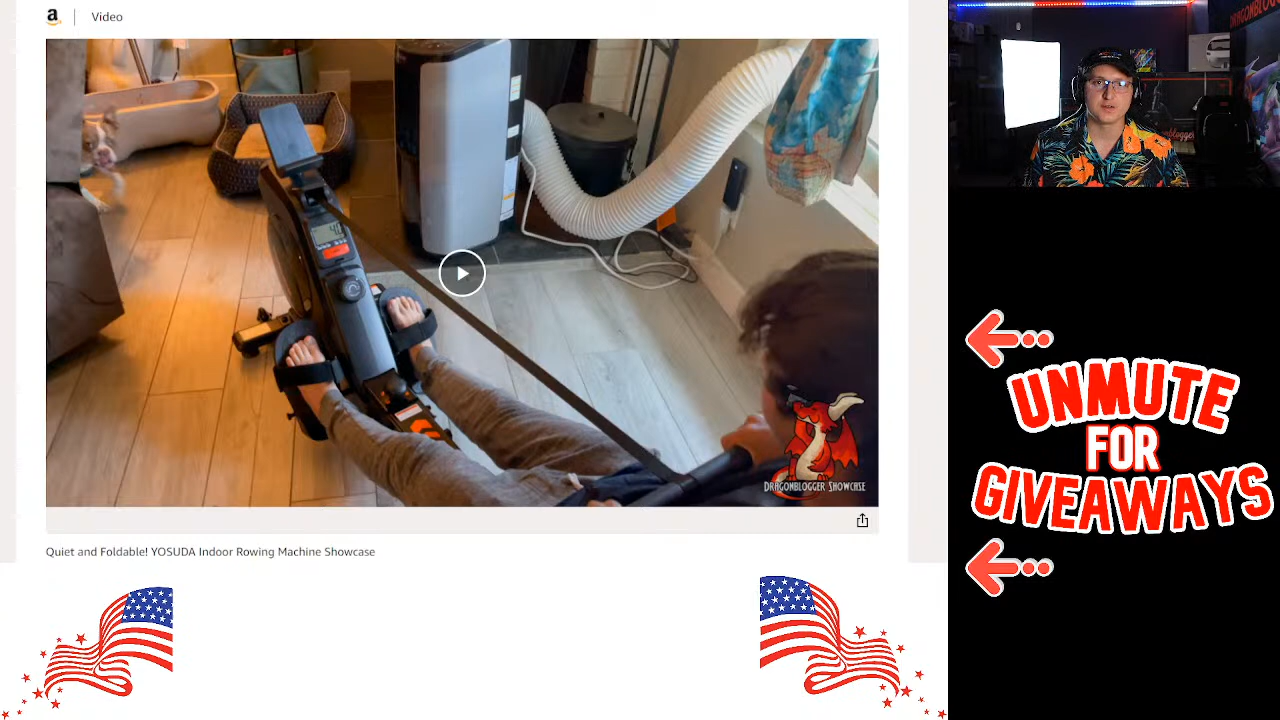 Video
DRAGONBLOGGER SHOWCASE
Quiet and Foldable! YOSUDA Indoor Rowing Machine Showcase
UNMUTE
FOR
GIVEAWAYS